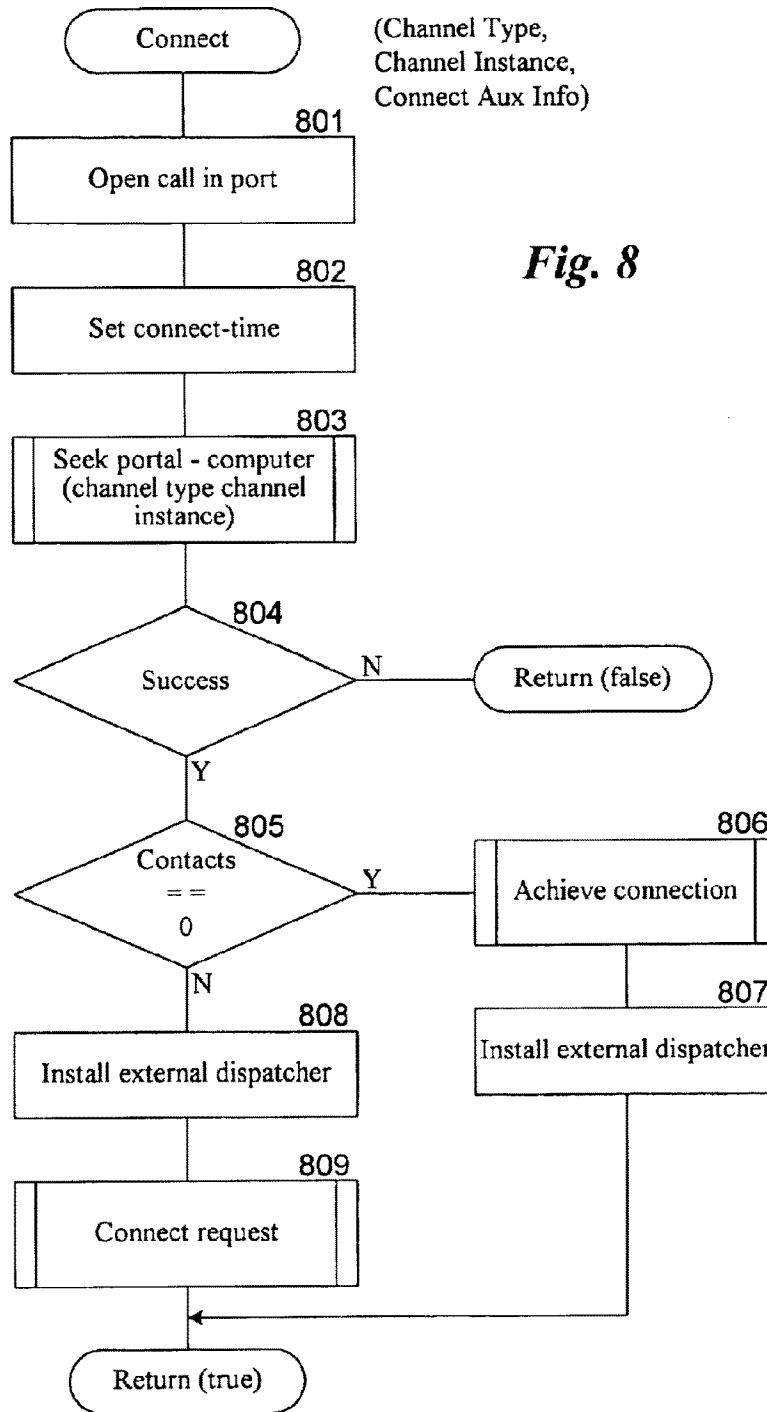 Connect
(Channel Type,
Channel Instance,
Connect Aux Info)
801
Open call in port
Fig. 8
802
Set connect-time
803
Seek portal - computer
(channel type channel
instance)
804
Success
N
Return (false)
Y
805
Contacts
= =
0
Y
806
Achieve connection
N
807
Install external dispatcher
808
Install external dispatcher
809
Connect request
Return (true)